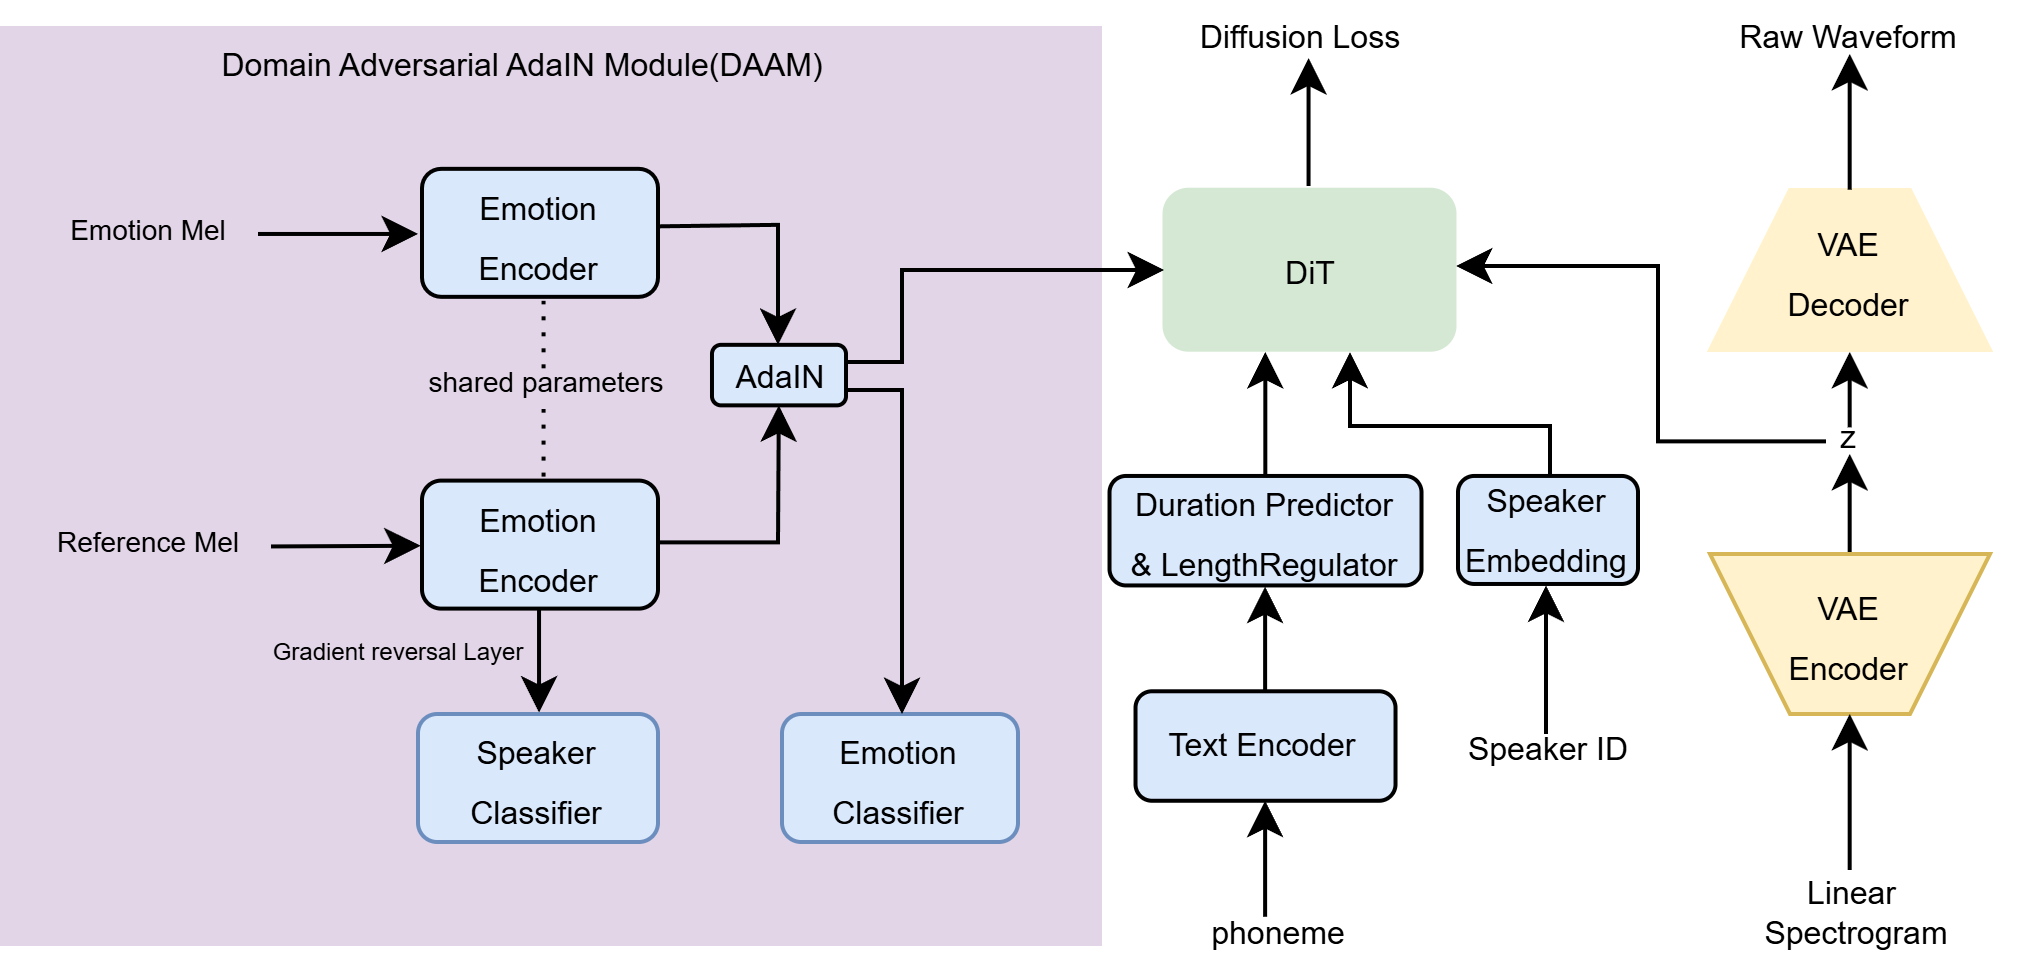 Domain Adversarial AdaIN Module(DAAM)
Emotion Mel
Emotion
Encoder
shared parameters
AdaIN
Reference Mel
Emotion
Encoder
Gradient reversal Layer
Speaker
Classifier
Emotion
Classifier
Diffusion Loss
DiT
Duration Predictor
& LengthRegulator
Speaker
Embedding
Text Encoder
Speaker ID
phoneme
Raw Waveform
VAE
Decoder
z
VAE
Encoder
Linear
Spectrogram